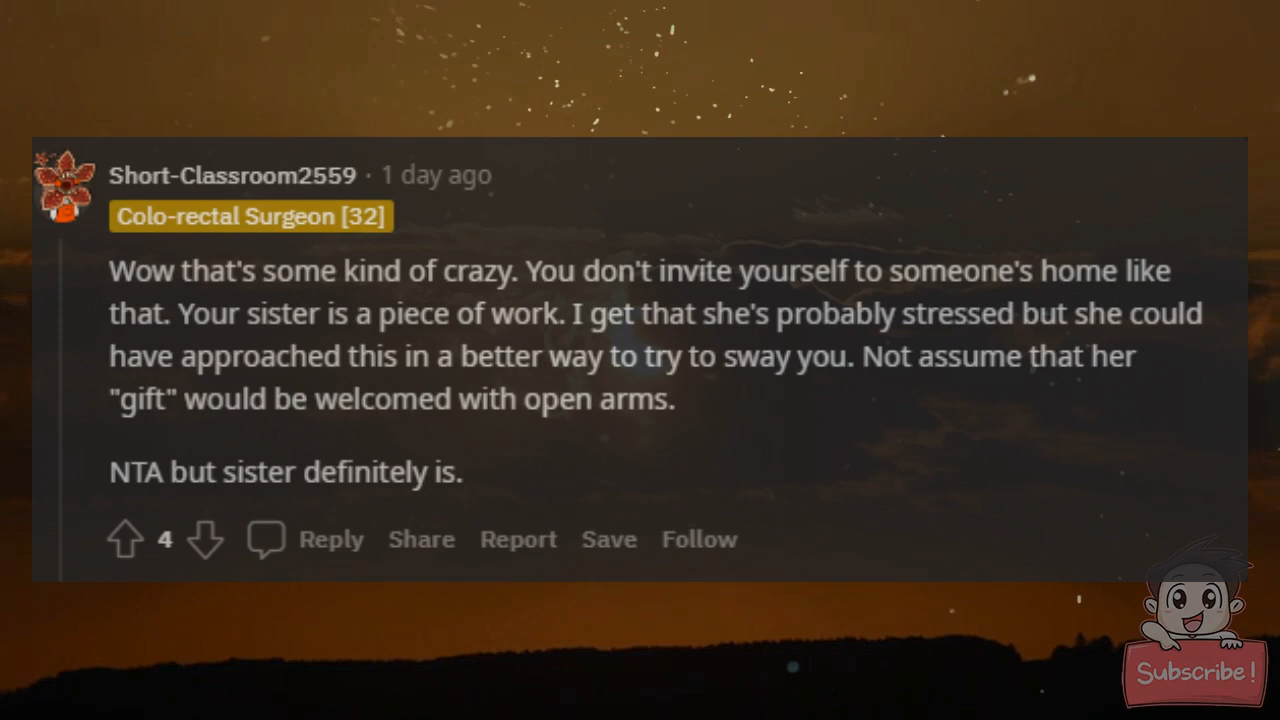 Short-Classroom2559 · 1 day ago
Colo-rectal Surgeon [32]
Wow that's some kind of crazy. You don't invite yourself to someone's home like
that. Your sister is a piece of work. I get that she's probably stressed but she could
have approached this in a better way to try to sway you. Not assume that her
"gift" would be welcomed with open arms.
NTA but sister definitely is.
4 Reply Share Report Save Follow
Subscribe!